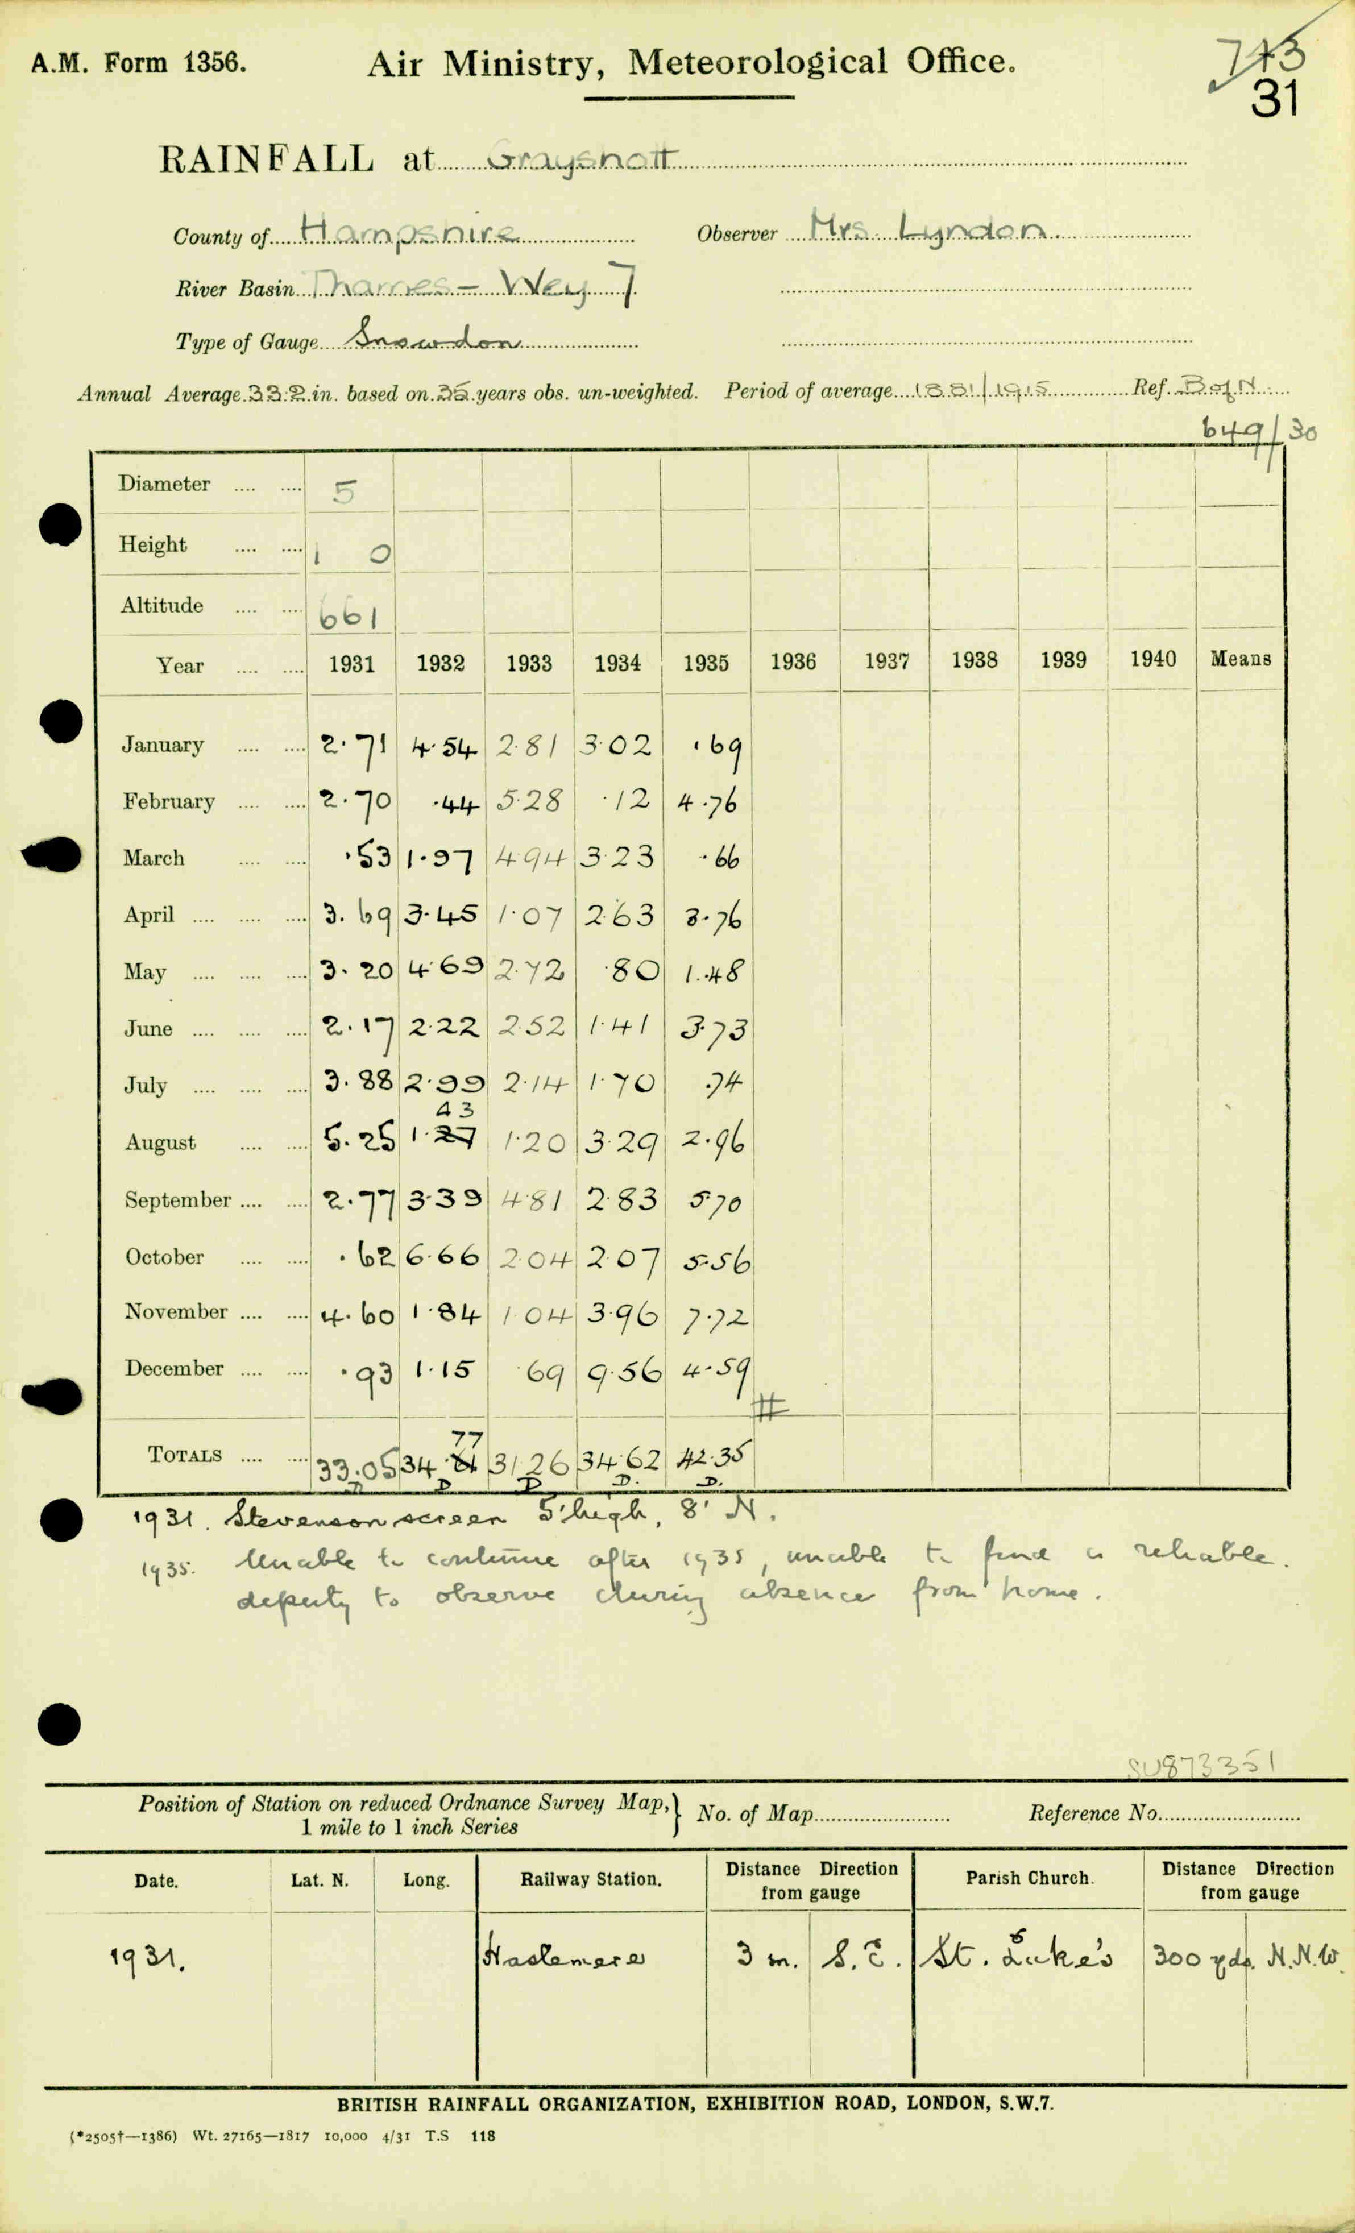 A.M. Form 1356. Air Ministry, Meteorological Office. 743
31
RAINFALL at Grayshott
County of Hampshire Observer Mrs. Lyndon
River Basin Thames – Wey 7
Type of Gauge Snowdon
Annual Average 33.2 in. based on 35 years obs. un-weighted. Period of average 1881/1915 Ref. B of N
649/30
Diameter .... .... 5
Height .... .... 1 0
Altitude .... .... 661
Year .... .... 1931 1932 1933 1934 1935 1936 1937 1938 1939 1940 Means
January .... .... 2.71 4.54 2.81 3.02 .69
February .... .... 2.70 .44 5.28 .12 4.76
March .... .... .53 1.97 4.94 3.23 .66
April .... .... .... 3.69 3.45 1.07 2.63 3.76
May .... .... .... 3.20 4.69 2.72 .80 1.48
June .... .... .... 2.17 2.22 2.52 1.41 3.73
July .... .... .... 3.88 2.99 2.14 1.70 .74
43
August .... .... 5.25 1.27 1.20 3.29 2.96
September .... .... 2.77 3.39 4.81 2.83 5.70
October .... .... .62 6.66 2.04 2.07 5.56
November .... .... 4.60 1.84 1.04 3.96 7.72
December .... .... .93 1.15 .69 9.56 4.59
#
77
TOTALS .... .... 33.05 34.61 31.26 34.62 42.35
D D D. D.
1931. Stevenson screen 5' high, 8' N.
1935. Unable to continue after 1935, unable to find a reliable.
deputy to observe during absence from home.
SU873351
Position of Station on reduced Ordnance Survey Map,} No. of Map Reference No.
1 mile to 1 inch Series
Date. Lat. N. Long. Railway Station. Distance Direction from gauge Parish Church. Distance Direction from gauge
1931. Haslemere 3 m. S.E. St. Luke's 300 yds. N.N.W.
BRITISH RAINFALL ORGANIZATION, EXHIBITION ROAD, LONDON, S.W.7.
(*2505†—1386) Wt. 27165—1817 10,000 4/31 T.S 118